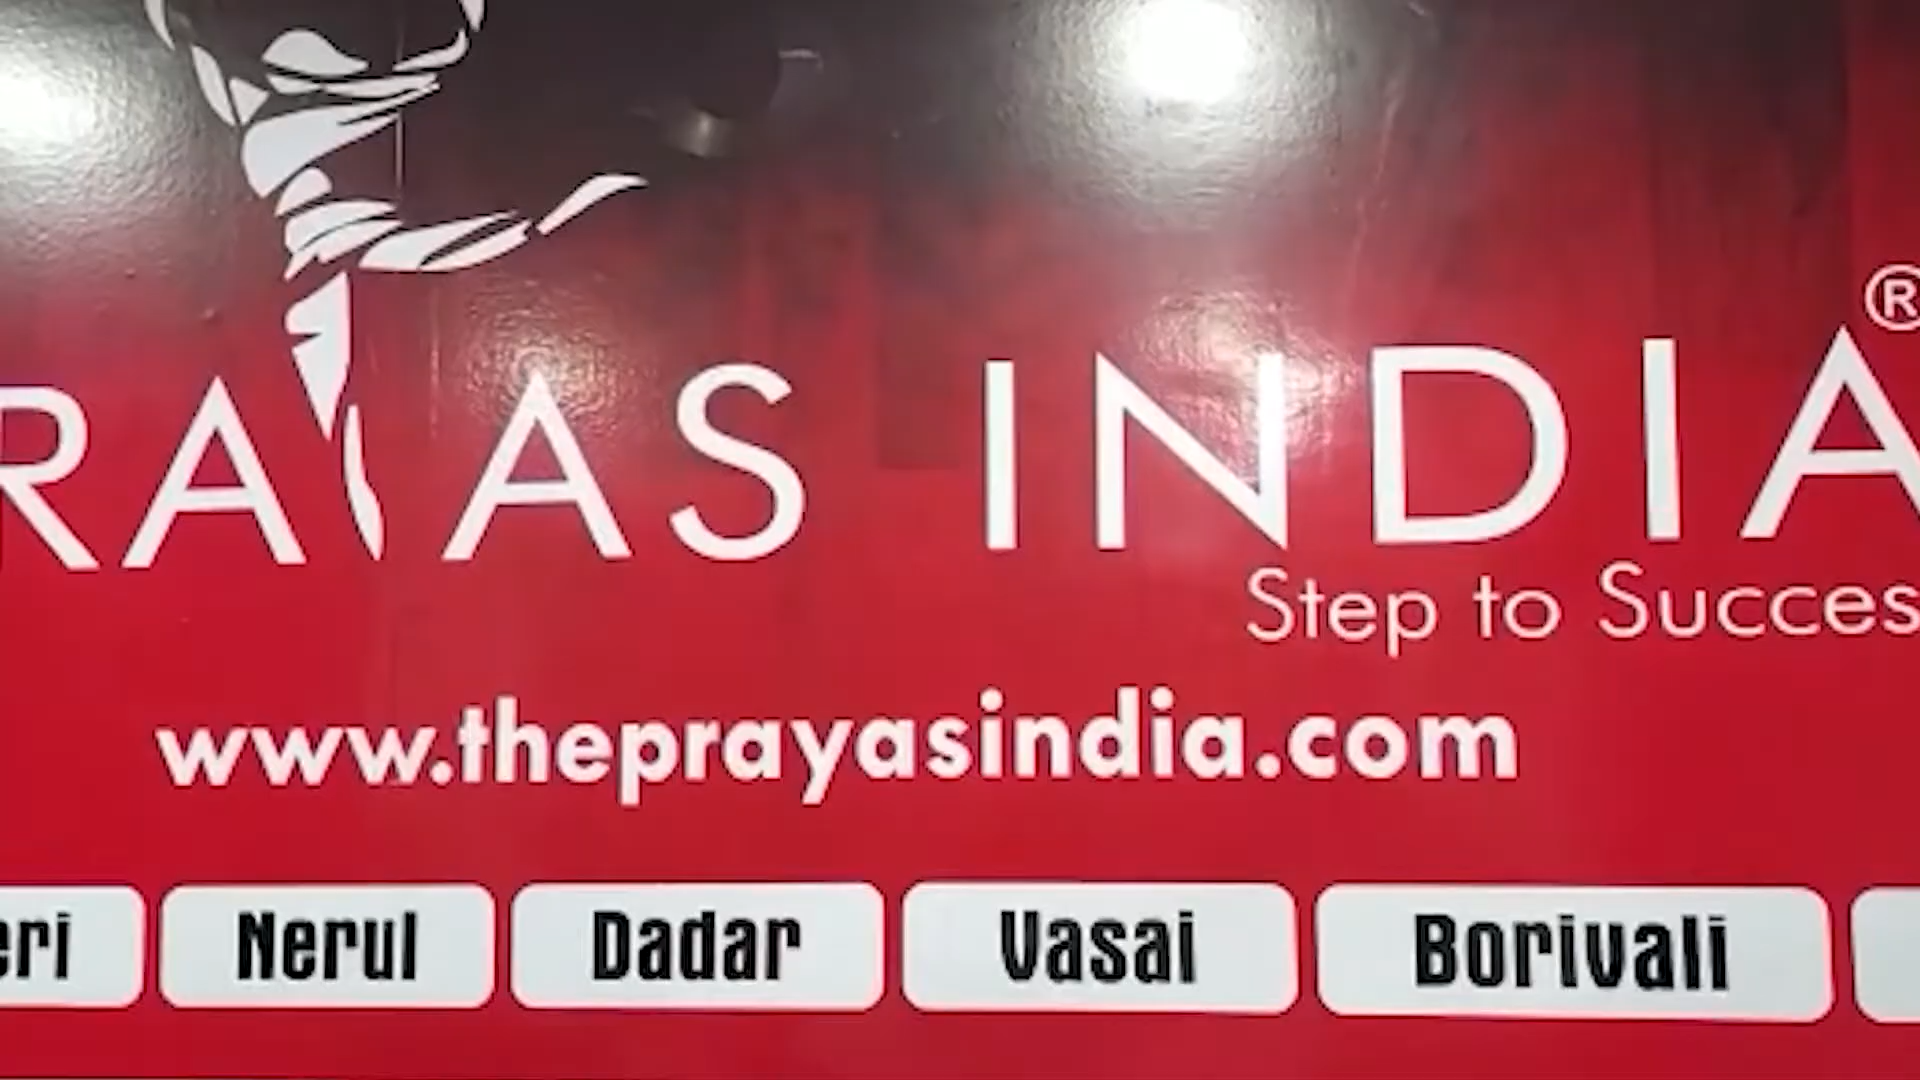 RAYAS INDIA®
Step to Succes
www.theprayasindia.com
eri Nerul Dadar Vasai Borivali